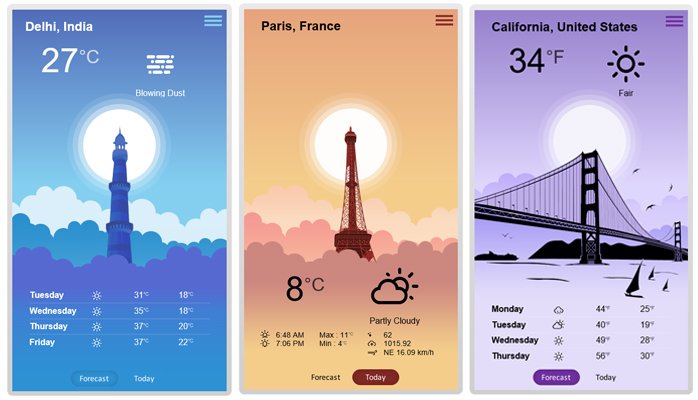 Delhi, India
27°C
Blowing Dust
Tuesday 31°C 18°C
Wednesday 35°C 18°C
Thursday 37°C 20°C
Friday 37°C 22°C
Forecast Today
Paris, France
8°C
Partly Cloudy
6:48 AM Max : 11°C 62
7:06 PM Min : 4°C 1015.92
NE 16.09 km/h
Forecast Today
California, United States
34°F
Fair
Monday 44°F 25°F
Tuesday 40°F 19°F
Wednesday 49°F 28°F
Thursday 56°F 30°F
Forecast Today